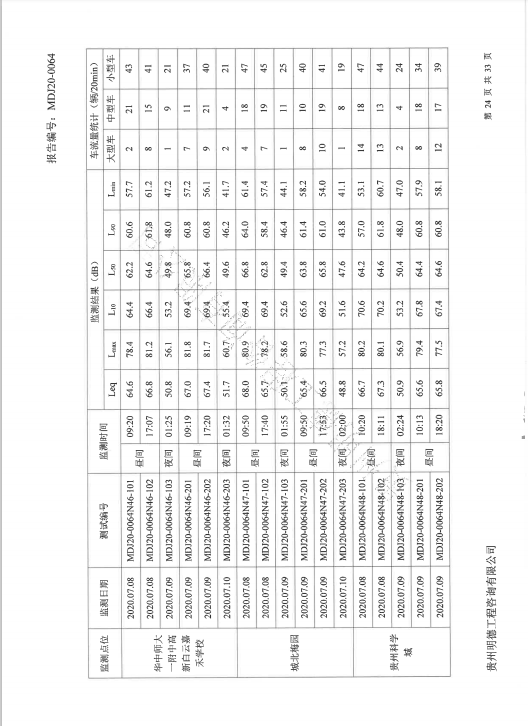 报告编号：MDJ20-0064
监测点位 监测日期 测试编号 监测时间 监测结果（dB） 车流量统计（辆/20min）
Leq Lmax L10 L50 L90 Lmin 大型车 中型车 小型车
华中师大一附中高新白云嘉禾学校
2020.07.08 MDJ20-0064N46-101 昼间 09:20 64.6 78.4 64.4 62.2 60.6 57.7 2 21 43
2020.07.08 MDJ20-0064N46-102 17:07 66.8 81.2 66.4 64.6 61.8 61.2 8 15 41
2020.07.09 MDJ20-0064N46-103 夜间 01:25 50.8 56.1 53.2 49.8 48.0 47.2 1 9 21
2020.07.09 MDJ20-0064N46-201 昼间 09:19 67.0 81.8 69.4 65.8 60.8 57.2 7 11 37
2020.07.09 MDJ20-0064N46-202 17:20 67.4 81.7 69.4 66.4 60.8 56.1 9 21 40
2020.07.10 MDJ20-0064N46-203 夜间 01:32 51.7 60.7 55.4 49.6 46.2 41.7 2 4 21
城北梅园
2020.07.08 MDJ20-0064N47-101 昼间 09:50 68.0 80.9 69.4 66.8 64.0 61.4 4 18 47
2020.07.08 MDJ20-0064N47-102 17:40 65.7 78.2 69.4 62.8 58.4 57.4 7 19 45
2020.07.09 MDJ20-0064N47-103 夜间 01:55 50.1 58.6 52.6 49.4 46.4 44.1 1 11 25
2020.07.09 MDJ20-0064N47-201 昼间 09:50 65.4 80.3 65.6 63.8 61.4 58.2 8 10 40
2020.07.09 MDJ20-0064N47-202 17:53 66.5 77.3 69.2 65.8 61.0 54.0 10 19 41
2020.07.10 MDJ20-0064N47-203 夜间 02:00 48.8 57.2 51.6 47.6 43.8 41.1 1 8 19
贵州科学城
2020.07.08 MDJ20-0064N48-101 昼间 10:20 66.7 80.2 70.6 64.2 57.0 53.1 14 18 47
2020.07.08 MDJ20-0064N48-102 18:11 67.3 80.1 70.2 64.6 61.8 60.7 13 13 44
2020.07.09 MDJ20-0064N48-103 夜间 02:24 50.9 56.9 53.2 50.4 48.0 47.0 2 4 24
2020.07.09 MDJ20-0064N48-201 昼间 10:13 65.6 79.4 67.8 64.4 60.8 57.9 8 18 34
2020.07.09 MDJ20-0064N48-202 18:20 65.8 77.5 67.4 64.6 60.8 58.1 12 17 39
贵州明德工程咨询有限公司
第 24 页 共 33 页